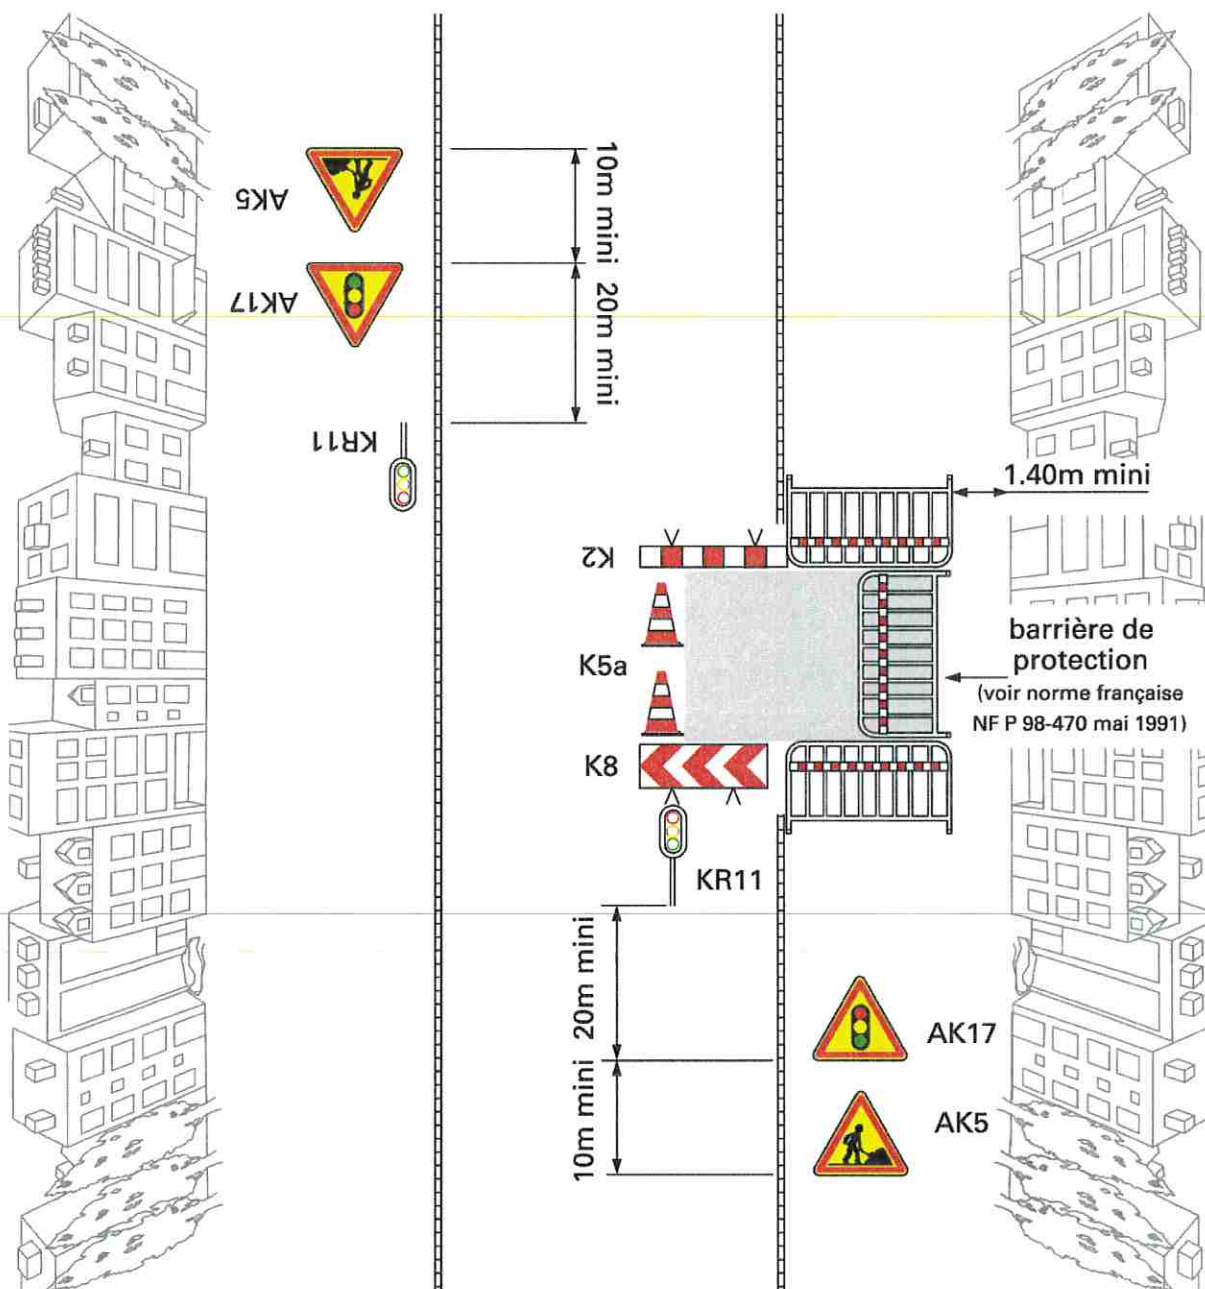 10m mini
AK5
AK17
20m mini
KR11
1.40m mini
K2
barrière de
protection
(voir norme française
NF P 98-470 mai 1991)
K5a
K8
KR11
20m mini
AK17
10m mini
AK5